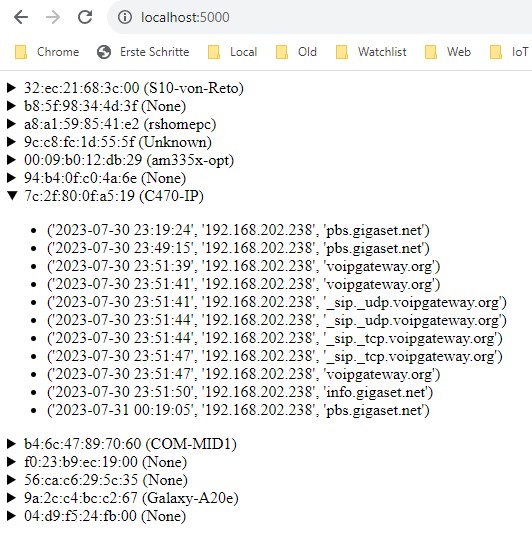 localhost:5000
Chrome Erste Schritte Local Old Watchlist Web IoT
32:ec:21:68:3c:00 (S10-von-Reto)
b8:5f:98:34:4d:3f (None)
a8:a1:59:85:41:e2 (rshomepc)
9c:c8:fc:1d:55:5f (Unknown)
00:09:b0:12:db:29 (am335x-opt)
94:b4:0f:c0:4a:6e (None)
7c:2f:80:0f:a5:19 (C470-IP)
('2023-07-30 23:19:24', '192.168.202.238', 'pbs.gigaset.net')
('2023-07-30 23:49:15', '192.168.202.238', 'pbs.gigaset.net')
('2023-07-30 23:51:39', '192.168.202.238', 'voipgateway.org')
('2023-07-30 23:51:41', '192.168.202.238', 'voipgateway.org')
('2023-07-30 23:51:41', '192.168.202.238', '_sip._udp.voipgateway.org')
('2023-07-30 23:51:44', '192.168.202.238', '_sip._udp.voipgateway.org')
('2023-07-30 23:51:44', '192.168.202.238', '_sip._tcp.voipgateway.org')
('2023-07-30 23:51:47', '192.168.202.238', '_sip._tcp.voipgateway.org')
('2023-07-30 23:51:47', '192.168.202.238', 'voipgateway.org')
('2023-07-30 23:51:50', '192.168.202.238', 'info.gigaset.net')
('2023-07-31 00:19:05', '192.168.202.238', 'pbs.gigaset.net')
b4:6c:47:89:70:60 (COM-MID1)
f0:23:b9:ec:19:00 (None)
56:ca:c6:29:5c:35 (None)
9a:2c:c4:bc:c2:67 (Galaxy-A20e)
04:d9:f5:24:fb:00 (None)